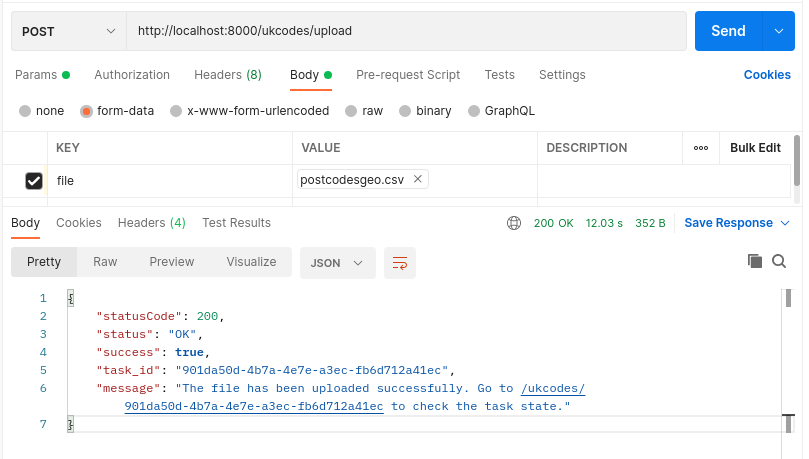 POST http://localhost:8000/ukcodes/upload Send
Params Authorization Headers (8) Body Pre-request Script Tests Settings Cookies
none form-data x-www-form-urlencoded raw binary GraphQL
KEY VALUE DESCRIPTION Bulk Edit
file postcodesgeo.csv
Body Cookies Headers (4) Test Results 200 OK 12.03 s 352 B Save Response
Pretty Raw Preview Visualize JSON
1 {
2 "statusCode": 200,
3 "status": "OK",
4 "success": true,
5 "task_id": "901da50d-4b7a-4e7e-a3ec-fb6d712a41ec",
6 "message": "The file has been uploaded successfully. Go to /ukcodes/
901da50d-4b7a-4e7e-a3ec-fb6d712a41ec to check the task state."
7 }